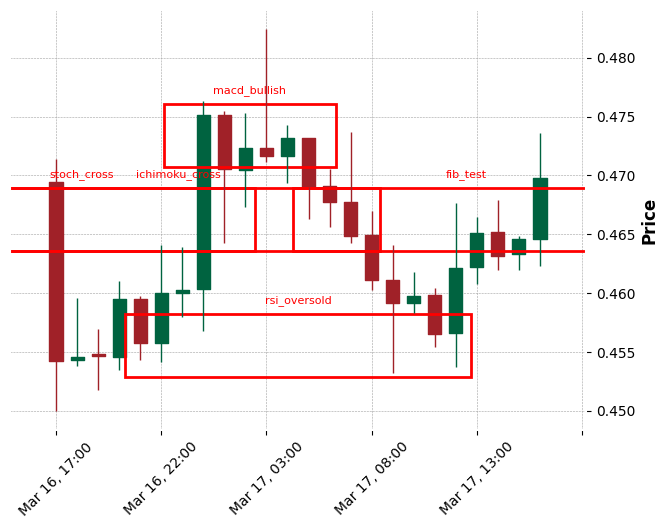 macd_bullish
stoch_cross
ichimoku_cross
fib_test
rsi_oversold
0.480
0.475
0.470
0.465
0.460
0.455
0.450
Price
Mar 16, 17:00
Mar 16, 22:00
Mar 17, 03:00
Mar 17, 08:00
Mar 17, 13:00